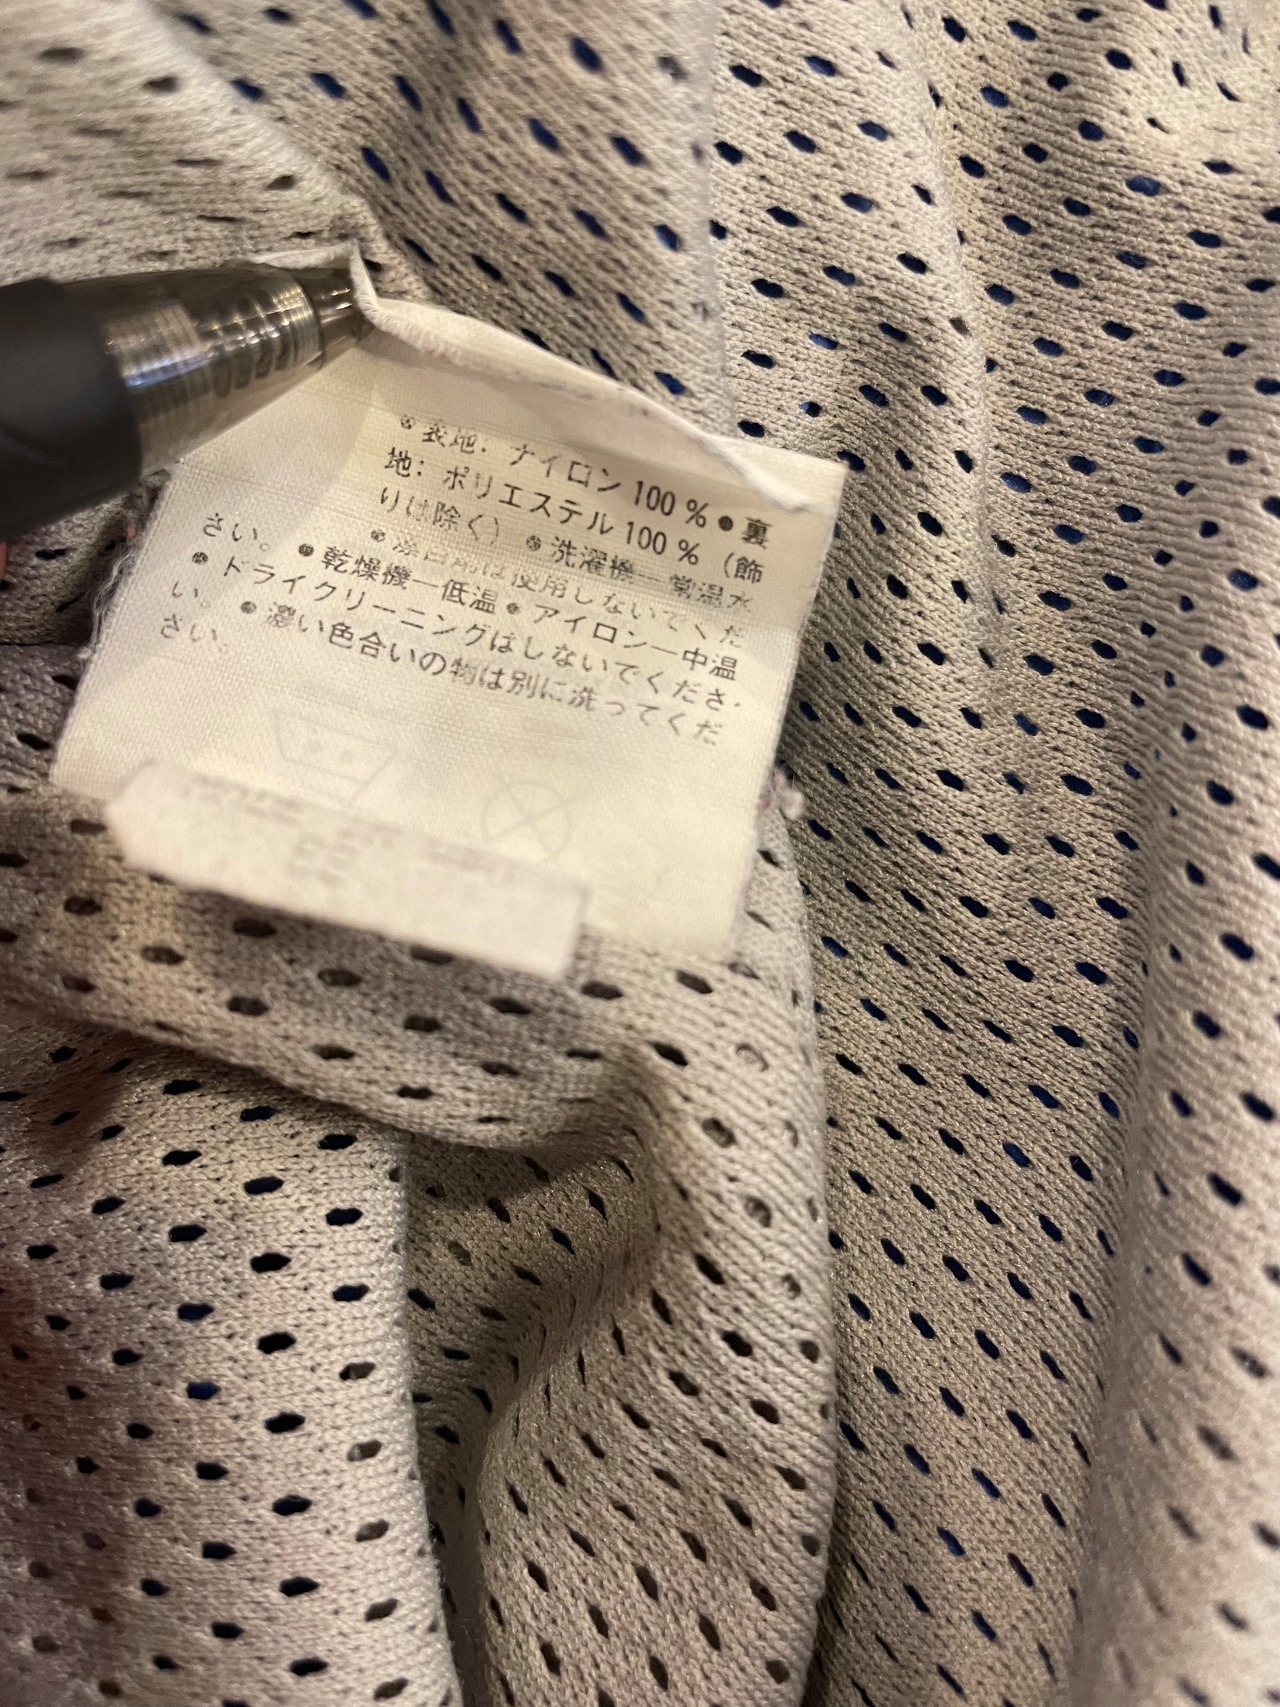 ● 表地: ナイロン 100 % ● 裏
地: ポリエステル 100 % (飾
りは除く) ● 洗濯機—常温水
● 漂白剤は使用しないでくだ
さい。 ● 乾燥機—低温 ● アイロン—中温
● ドライクリーニングはしないでくださ
い。 ● 濃い色合いの物は別に洗ってくだ
さい。